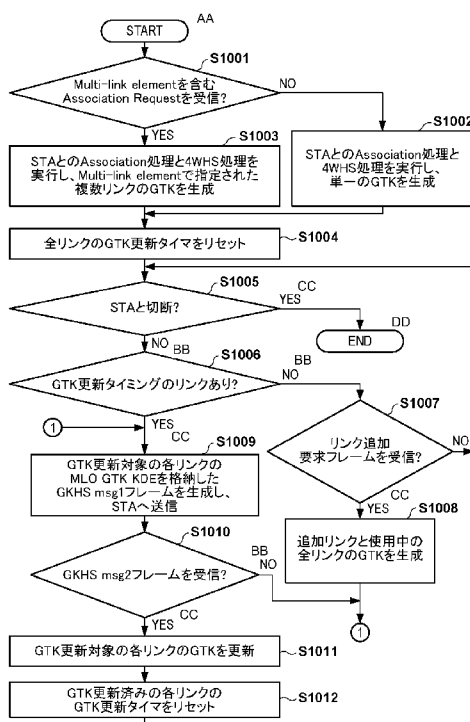 AA
START
S1001
Multi-link elementを含む
Association Requestを受信?
NO
YES
S1003
STAとのAssociation処理と4WHS処理を
実行し、Multi-link elementで指定された
複数リンクのGTKを生成
S1002
STAとのAssociation処理と
4WHS処理を実行し、
単一のGTKを生成
S1004
全リンクのGTK更新タイマをリセット
S1005
STAと切断?
CC
YES
DD
END
NO
BB
S1006
GTK更新タイミングのリンクあり?
BB
NO
1
YES
CC
S1007
リンク追加
要求フレームを受信?
NO
CC
YES
S1008
追加リンクと使用中の
全リンクのGTKを生成
S1009
GTK更新対象の各リンクの
MLO GTK KDEを格納した
GKHS msg1フレームを生成し、
STAへ送信
S1010
GKHS msg2フレームを受信?
BB
NO
1
CC
YES
S1011
GTK更新対象の各リンクのGTKを更新
S1012
GTK更新済みの各リンクの
GTK更新タイマをリセット